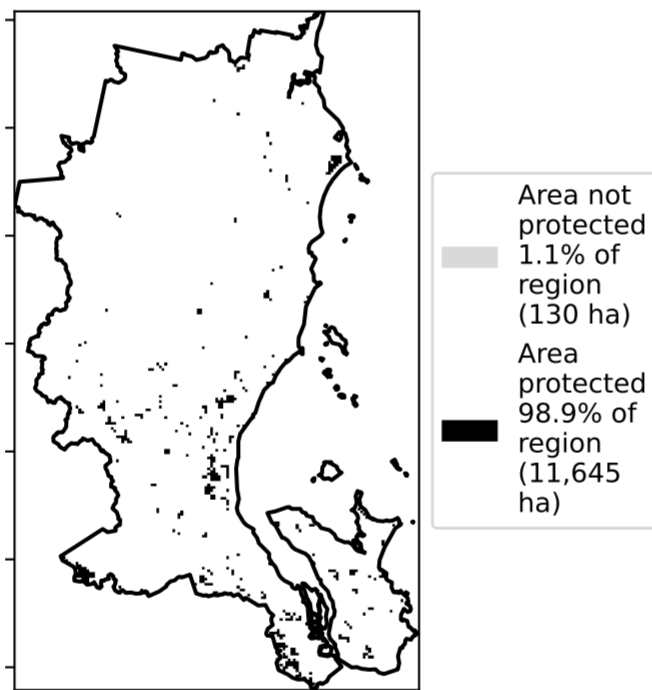 Area not
protected
1.1% of
region
(130 ha)
Area
protected
98.9% of
region
(11,645
ha)